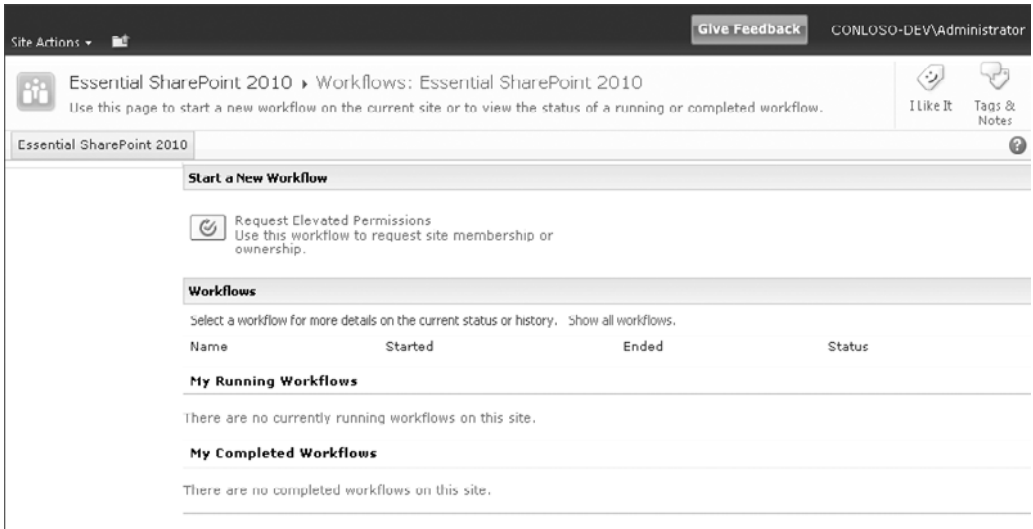 Site Actions Give Feedback CONLOSO-DEV\Administrator
Essential SharePoint 2010 ▸ Workflows: Essential SharePoint 2010
Use this page to start a new workflow on the current site or to view the status of a running or completed workflow.
I Like It Tags &
Notes
Essential SharePoint 2010
Start a New Workflow
Request Elevated Permissions
Use this workflow to request site membership or
ownership.
Workflows
Select a workflow for more details on the current status or history. Show all workflows.
Name Started Ended Status
My Running Workflows
There are no currently running workflows on this site.
My Completed Workflows
There are no completed workflows on this site.